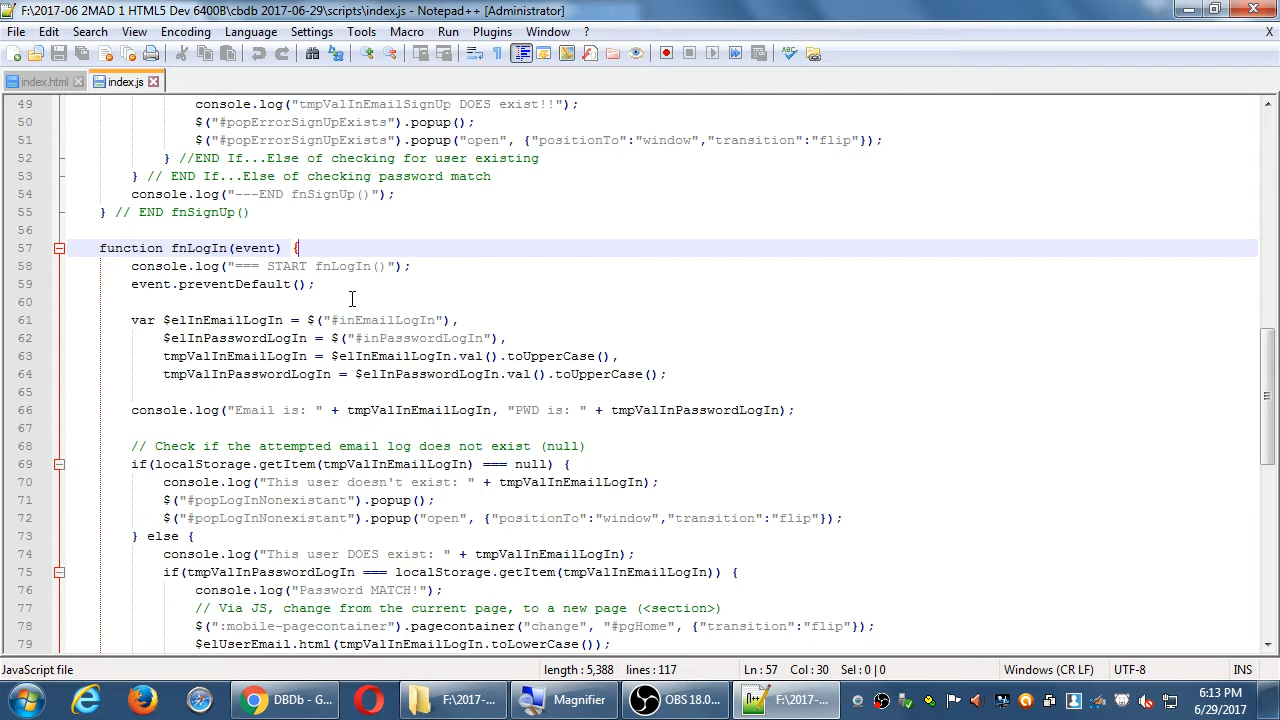 F:\2017-06 2MAD 1 HTML5 Dev 6400B\cbdb 2017-06-29\scripts\index.js - Notepad++ [Administrator]
File Edit Search View Encoding Language Settings Tools Macro Run Plugins Window ? X
index.html index.js
49 console.log("tmpValInEmailSignUp DOES exist!!");
50 $("#popErrorSignUpExists").popup();
51 $("#popErrorSignUpExists").popup("open", {"positionTo":"window","transition":"flip"});
52 } //END If...Else of checking for user existing
53 } // END If...Else of checking password match
54 console.log("---END fnSignUp()");
55 } // END fnSignUp()
56
57 function fnLogIn(event) {
58 console.log("=== START fnLogIn()");
59 event.preventDefault();
60
61 var $elInEmailLogIn = $("#inEmailLogIn"),
62 $elInPasswordLogIn = $("#inPasswordLogIn"),
63 tmpValInEmailLogIn = $elInEmailLogIn.val().toUpperCase(),
64 tmpValInPasswordLogIn = $elInPasswordLogIn.val().toUpperCase();
65
66 console.log("Email is: " + tmpValInEmailLogIn, "PWD is: " + tmpValInPasswordLogIn);
67
68 // Check if the attempted email log does not exist (null)
69 if(localStorage.getItem(tmpValInEmailLogIn) === null) {
70 console.log("This user doesn't exist: " + tmpValInEmailLogIn);
71 $("#popLogInNonexistant").popup();
72 $("#popLogInNonexistant").popup("open", {"positionTo":"window","transition":"flip"});
73 } else {
74 console.log("This user DOES exist: " + tmpValInEmailLogIn);
75 if(tmpValInPasswordLogIn === localStorage.getItem(tmpValInEmailLogIn)) {
76 console.log("Password MATCH!");
77 // Via JS, change from the current page, to a new page (<section>)
78 $(":mobile-pagecontainer").pagecontainer("change", "#pgHome", {"transition":"flip"});
79 $elUserEmail.html(tmpValInEmailLogIn.toLowerCase());
JavaScript file length : 5,388 lines : 117 Ln : 57 Col : 30 Sel : 0 | 0 Windows (CR LF) UTF-8 INS
DBDb - G... F:\2017-... Magnifier OBS 18.0... F:\2017-... 6:13 PM
6/29/2017